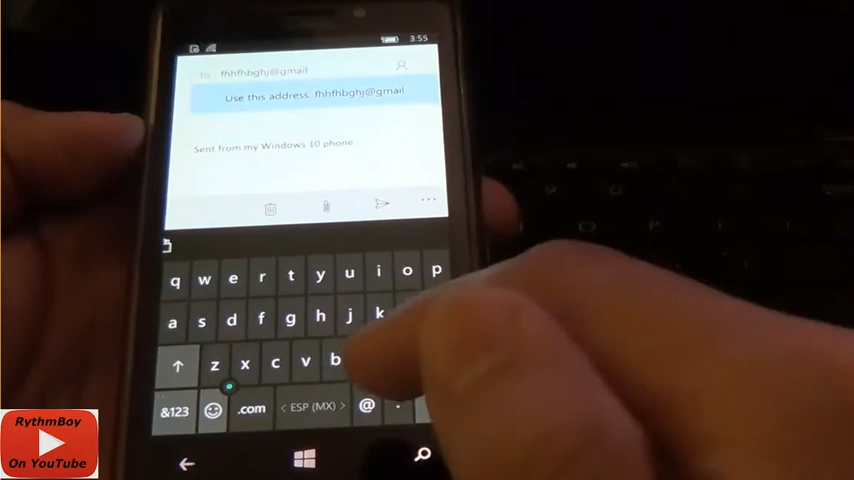 3:55
To: fhhfhbghj@gmail
Use this address: fhhfhbghj@gmail
Sent from my Windows 10 phone
q w e r t y u i o p
a s d f g h j k
z x c v b
&123 .com < ESP (MX) > @ .
RythmBoy
On YouTube
P